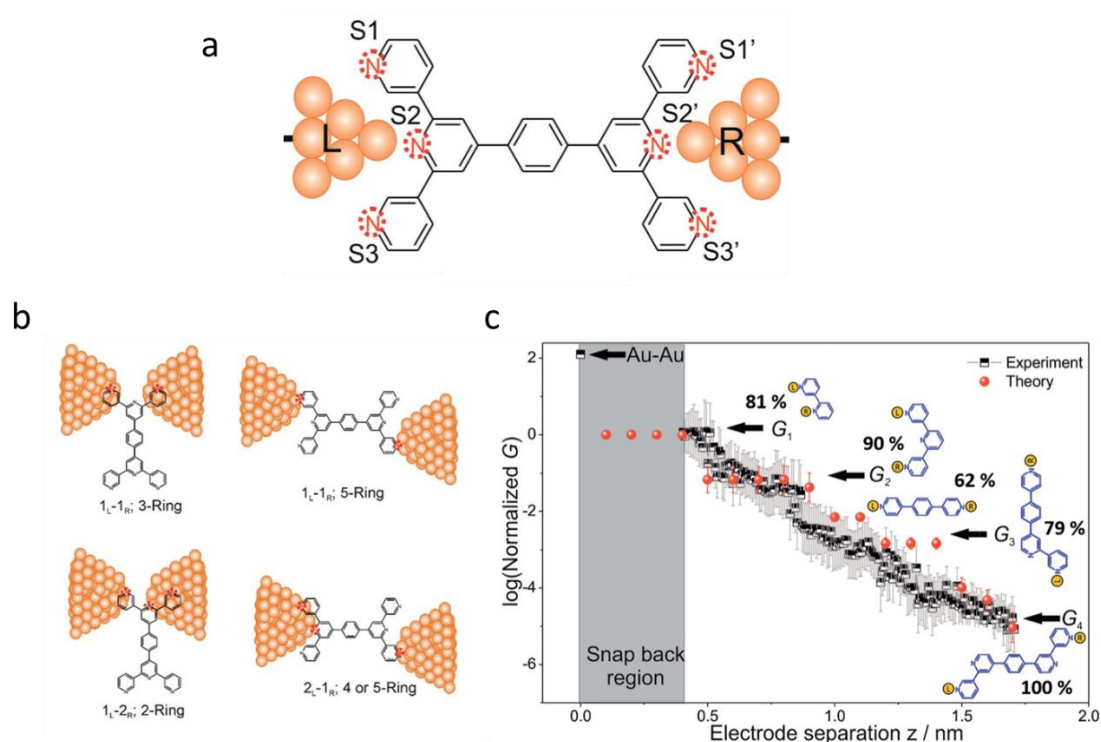 a
S1
S1'
N
N
S2
S2'
L
N
N
R
N
N
S3
S3'
b
1L-1R; 3-Ring
1L-1R; 5-Ring
1L-2R; 2-Ring
2L-1R; 4 or 5-Ring
c
log(Normalized G)
2
0
-2
-4
-6
Au-Au
Experiment
Theory
81 %
G1
90 %
G2
62 %
G3
79 %
G4
100 %
L
R
L
R
L
R
R
L
L
R
Snap back
region
0.0
0.5
1.0
1.5
2.0
Electrode separation z / nm